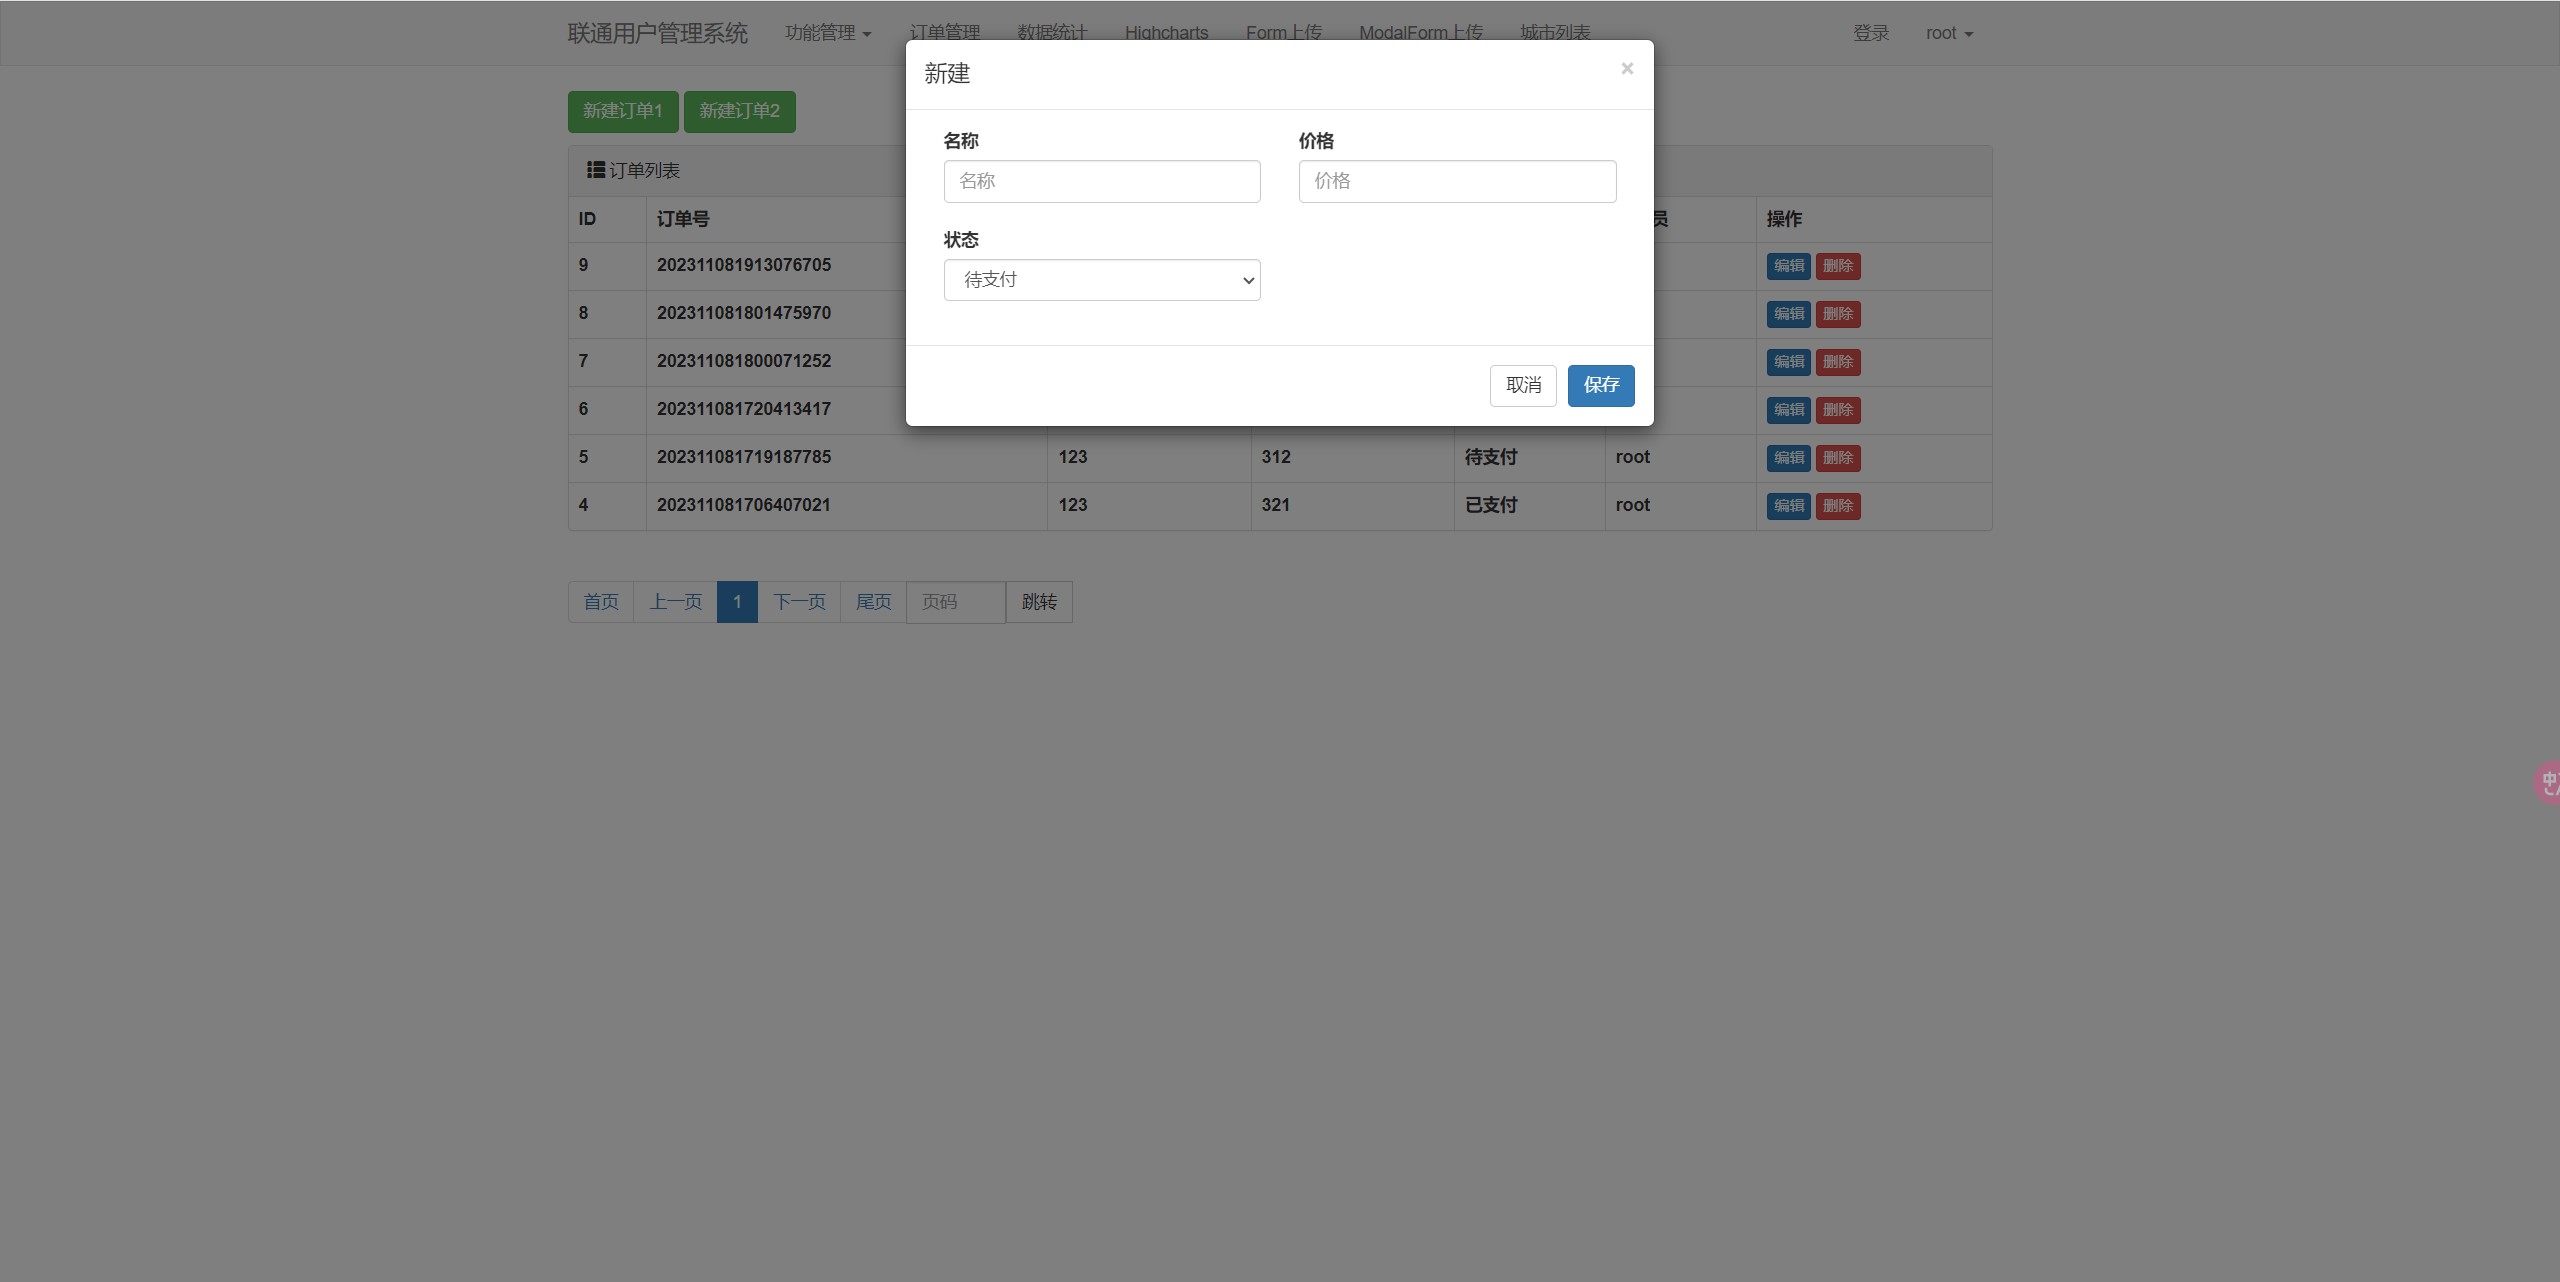 联通用户管理系统 功能管理 订单管理 数据统计 Highcharts Form上传 ModalForm上传 城市列表 登录 root
新建 ×
新建订单1 新建订单2
名称 价格
名称 价格
状态
待支付
取消 保存
订单列表
ID 订单号 员 操作
9 202311081913076705 编辑 删除
8 202311081801475970 编辑 删除
7 202311081800071252 编辑 删除
6 202311081720413417 编辑 删除
5 202311081719187785 123 312 待支付 root 编辑 删除
4 202311081706407021 123 321 已支付 root 编辑 删除
首页 上一页 1 下一页 尾页 页码 跳转